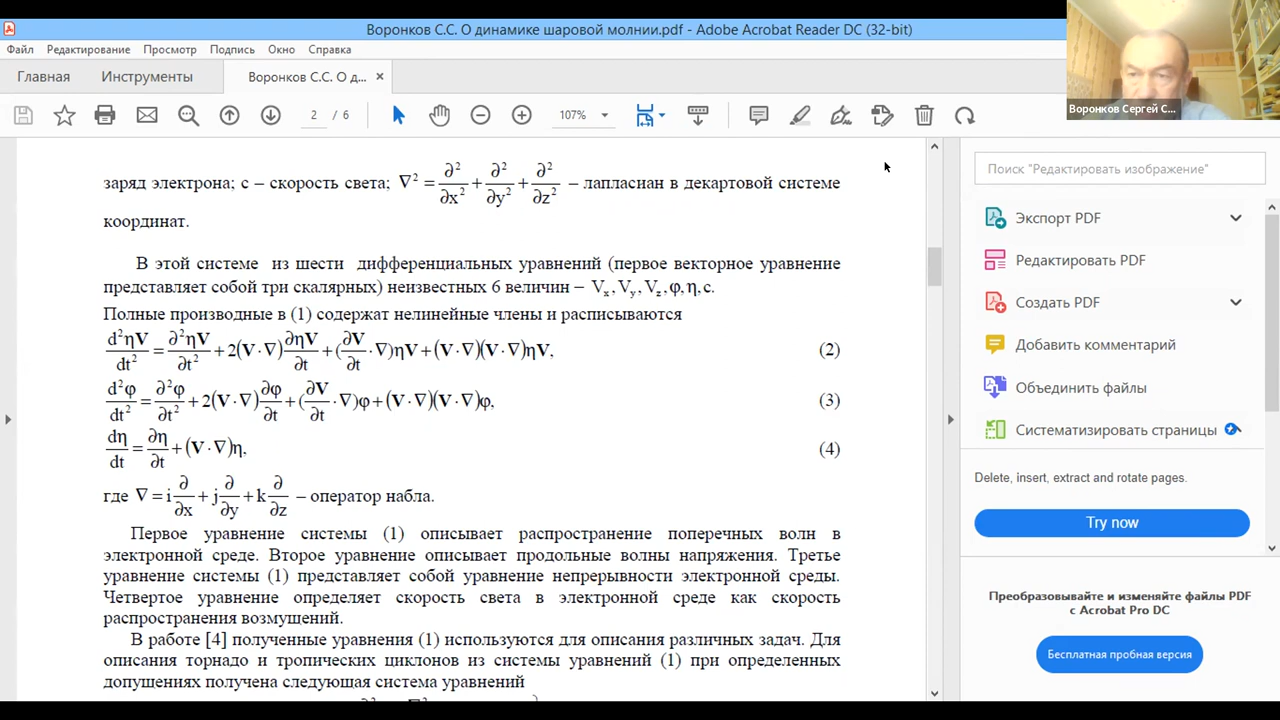 Воронков С.С. О динамике шаровой молнии.pdf - Adobe Acrobat Reader DC (32-bit)
Файл Редактирование Просмотр Подпись Окно Справка
Главная Инструменты Воронков С.С. О д... ×
2 / 6 107%
Воронков Сергей С...
заряд электрона; с – скорость света; ∇² = ∂²/∂x² + ∂²/∂y² + ∂²/∂z² – лапласиан в декартовой системе
координат.
В этой системе из шести дифференциальных уравнений (первое векторное уравнение
представляет собой три скалярных) неизвестных 6 величин – Vx, Vy, Vz, φ, η, c.
Полные производные в (1) содержат нелинейные члены и расписываются
d²ηV/dt² = ∂²ηV/∂t² + 2(V·∇)∂ηV/∂t + (∂V/∂t·∇)ηV + (V·∇)(V·∇)ηV, (2)
d²φ/dt² = ∂²φ/∂t² + 2(V·∇)∂φ/∂t + (∂V/∂t·∇)φ + (V·∇)(V·∇)φ, (3)
dη/dt = ∂η/∂t + (V·∇)η, (4)
где ∇ = i∂/∂x + j∂/∂y + k∂/∂z – оператор набла.
Первое уравнение системы (1) описывает распространение поперечных волн в
электронной среде. Второе уравнение описывает продольные волны напряжения. Третье
уравнение системы (1) представляет собой уравнение непрерывности электронной среды.
Четвертое уравнение определяет скорость света в электронной среде как скорость
распространения возмущений.
В работе [4] полученные уравнения (1) используются для описания различных задач. Для
описания торнадо и тропических циклонов из системы уравнений (1) при определенных
допущениях получена следующая система уравнений
Поиск "Редактировать изображение"
Экспорт PDF
Редактировать PDF
Создать PDF
Добавить комментарий
Объединить файлы
Систематизировать страницы
Delete, insert, extract and rotate pages.
Try now
Преобразовывайте и изменяйте файлы PDF
с Acrobat Pro DC
Бесплатная пробная версия